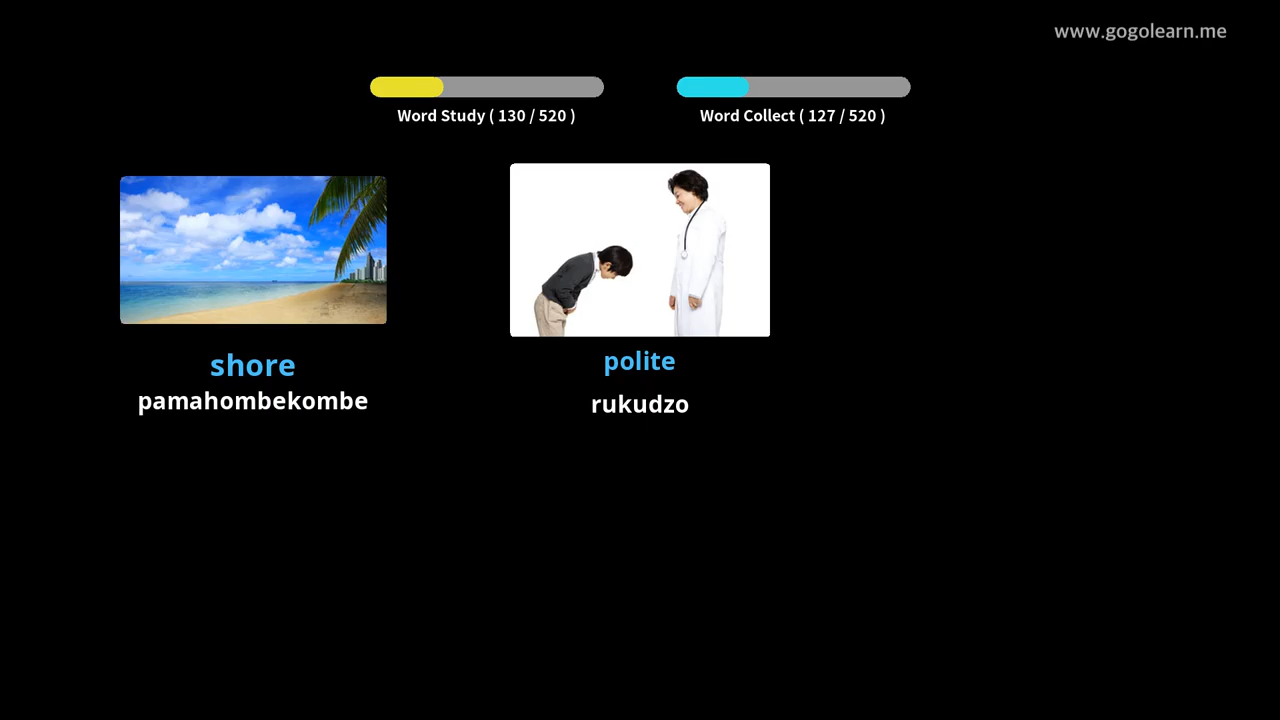 www.gogolearn.me
Word Study ( 130 / 520 )
Word Collect ( 127 / 520 )
shore
pamahombekombe
polite
rukudzo